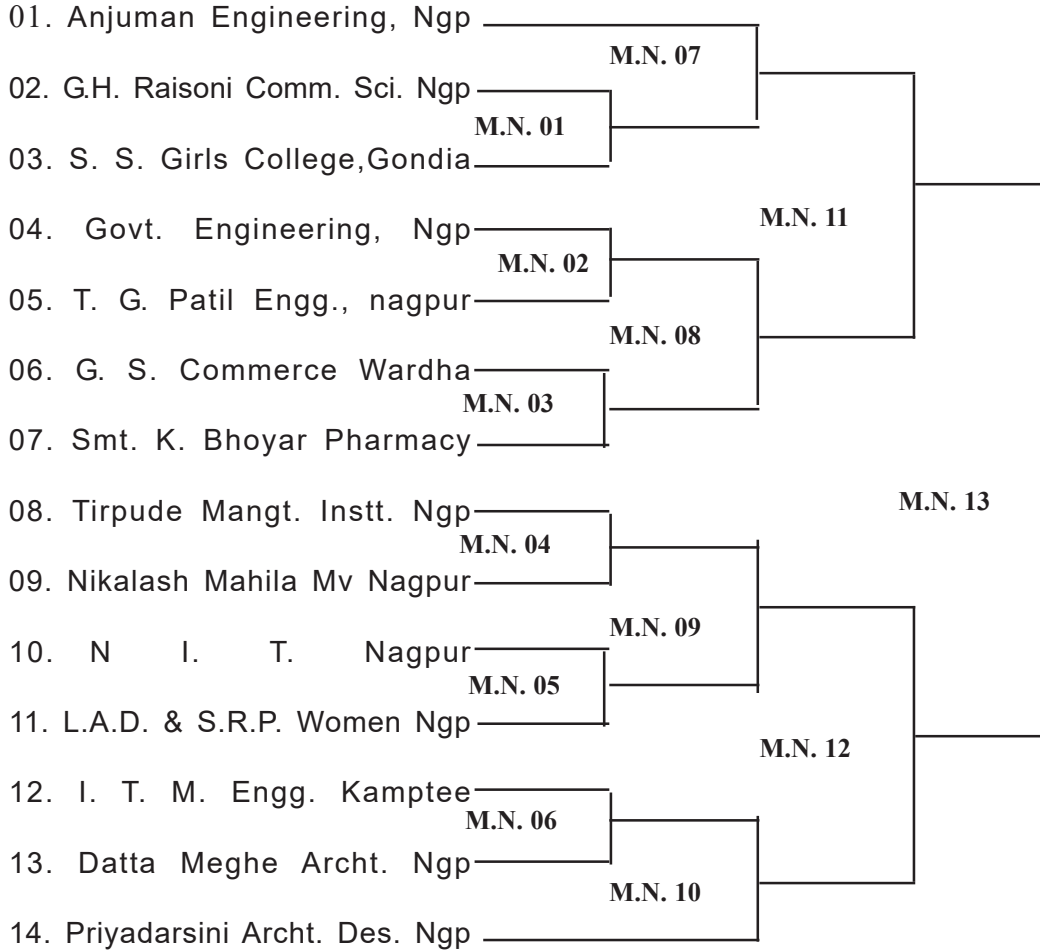 01. Anjuman Engineering, Ngp
M.N. 07
02. G.H. Raisoni Comm. Sci. Ngp
M.N. 01
03. S. S. Girls College,Gondia
M.N. 11
04. Govt. Engineering, Ngp
M.N. 02
05. T. G. Patil Engg., nagpur
M.N. 08
06. G. S. Commerce Wardha
M.N. 03
07. Smt. K. Bhoyar Pharmacy
M.N. 13
08. Tirpude Mangt. Instt. Ngp
M.N. 04
09. Nikalash Mahila Mv Nagpur
M.N. 09
10. N I. T. Nagpur
M.N. 05
11. L.A.D. & S.R.P. Women Ngp
M.N. 12
12. I. T. M. Engg. Kamptee
M.N. 06
13. Datta Meghe Archt. Ngp
M.N. 10
14. Priyadarsini Archt. Des. Ngp